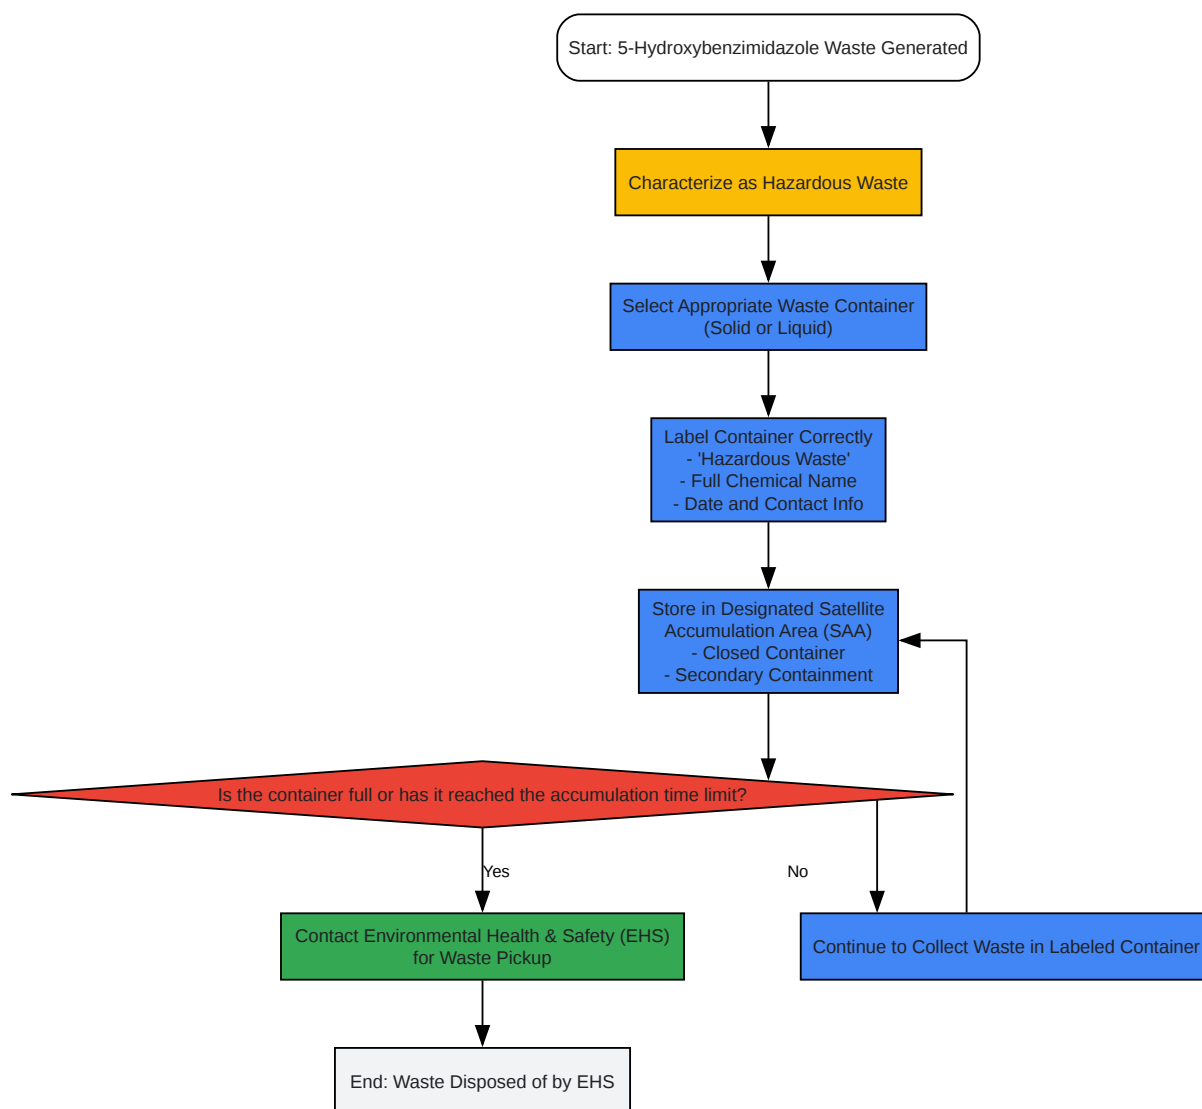 Start: 5-Hydroxybenzimidazole Waste Generated
Characterize as Hazardous Waste
Select Appropriate Waste Container
(Solid or Liquid)
Label Container Correctly
- 'Hazardous Waste'
- Full Chemical Name
- Date and Contact Info
Store in Designated Satellite
Accumulation Area (SAA)
- Closed Container
- Secondary Containment
Is the container full or has it reached the accumulation time limit?
Yes
No
Contact Environmental Health & Safety (EHS)
for Waste Pickup
Continue to Collect Waste in Labeled Container
End: Waste Disposed of by EHS